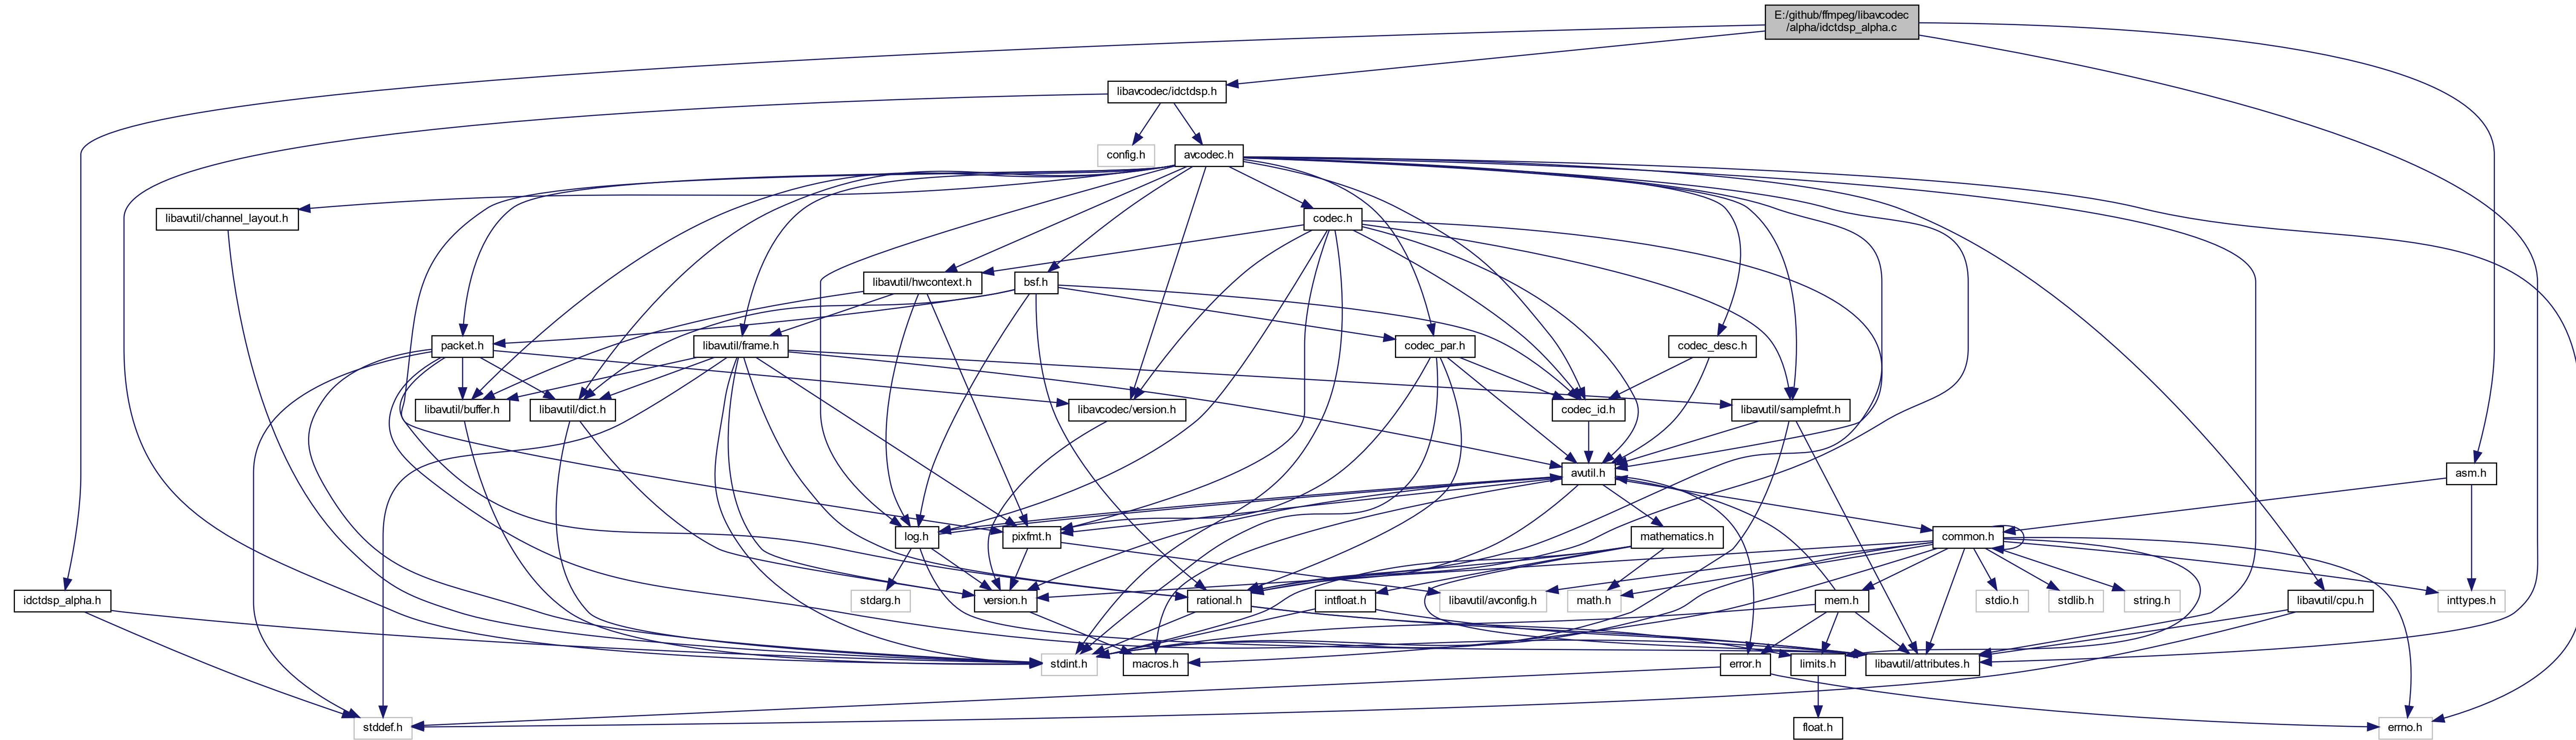 E:/github/ffmpeg/libavcodec
/alpha/idctdsp_alpha.c
libavcodec/idctdsp.h
config.h
avcodec.h
libavutil/channel_layout.h
codec.h
libavutil/hwcontext.h
bsf.h
packet.h
libavutil/frame.h
codec_par.h
codec_desc.h
libavutil/buffer.h
libavutil/dict.h
libavcodec/version.h
codec_id.h
libavutil/samplefmt.h
avutil.h
asm.h
log.h
pixfmt.h
mathematics.h
common.h
idctdsp_alpha.h
stdarg.h
version.h
rational.h
intfloat.h
libavutil/avconfig.h
math.h
mem.h
stdio.h
stdlib.h
string.h
libavutil/cpu.h
inttypes.h
stdint.h
macros.h
error.h
limits.h
libavutil/attributes.h
stddef.h
float.h
errno.h